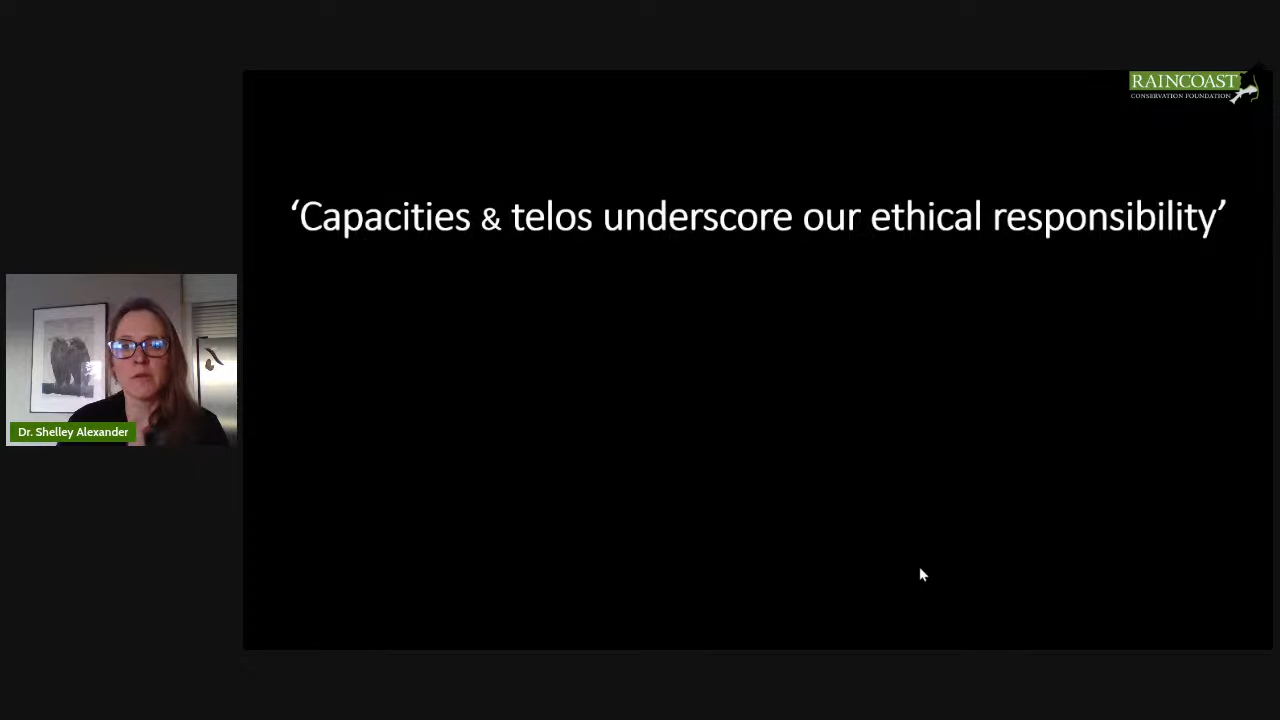 RAINCOAST
CONSERVATION FOUNDATION
‘Capacities & telos underscore our ethical responsibility’
Dr. Shelley Alexander